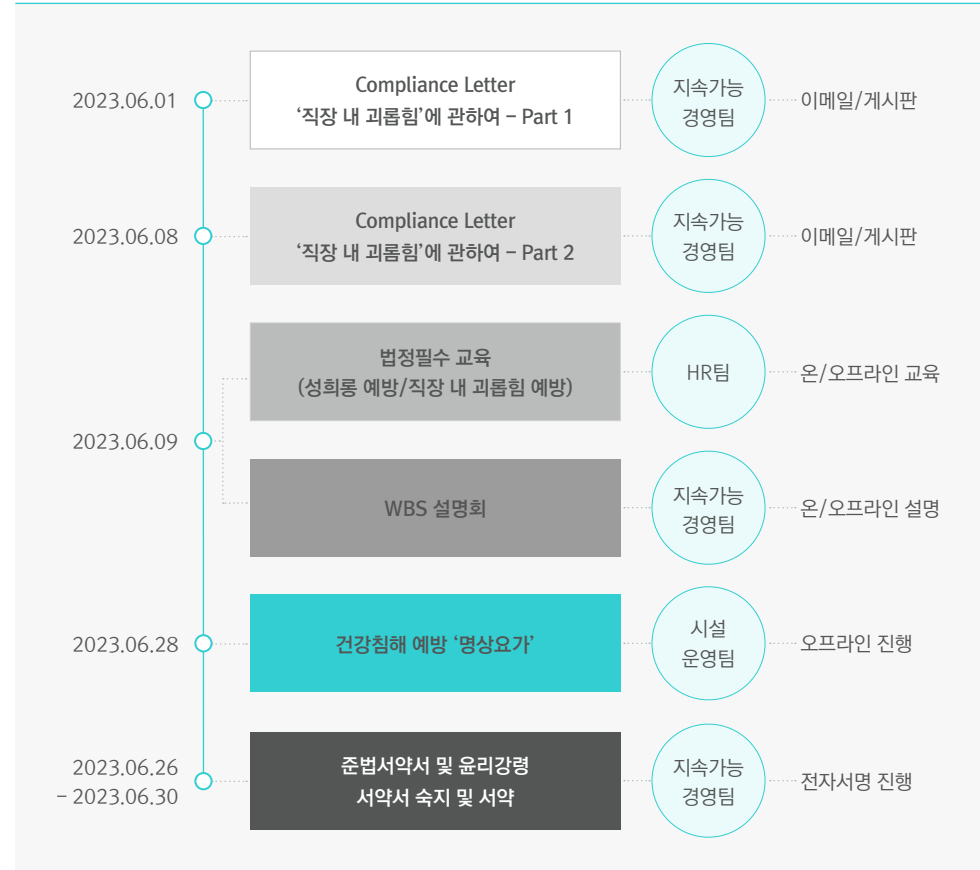 2023.06.01
Compliance Letter
‘직장 내 괴롭힘’에 관하여 – Part 1
지속가능
경영팀
이메일/게시판
2023.06.08
Compliance Letter
‘직장 내 괴롭힘’에 관하여 – Part 2
지속가능
경영팀
이메일/게시판
2023.06.09
법정필수 교육
(성희롱 예방/직장 내 괴롭힘 예방)
HR팀
온/오프라인 교육
WBS 설명회
지속가능
경영팀
온/오프라인 설명
2023.06.28
건강침해 예방 ‘명상요가’
시설
운영팀
오프라인 진행
2023.06.26
– 2023.06.30
준법서약서 및 윤리강령
서약서 숙지 및 서약
지속가능
경영팀
전자서명 진행